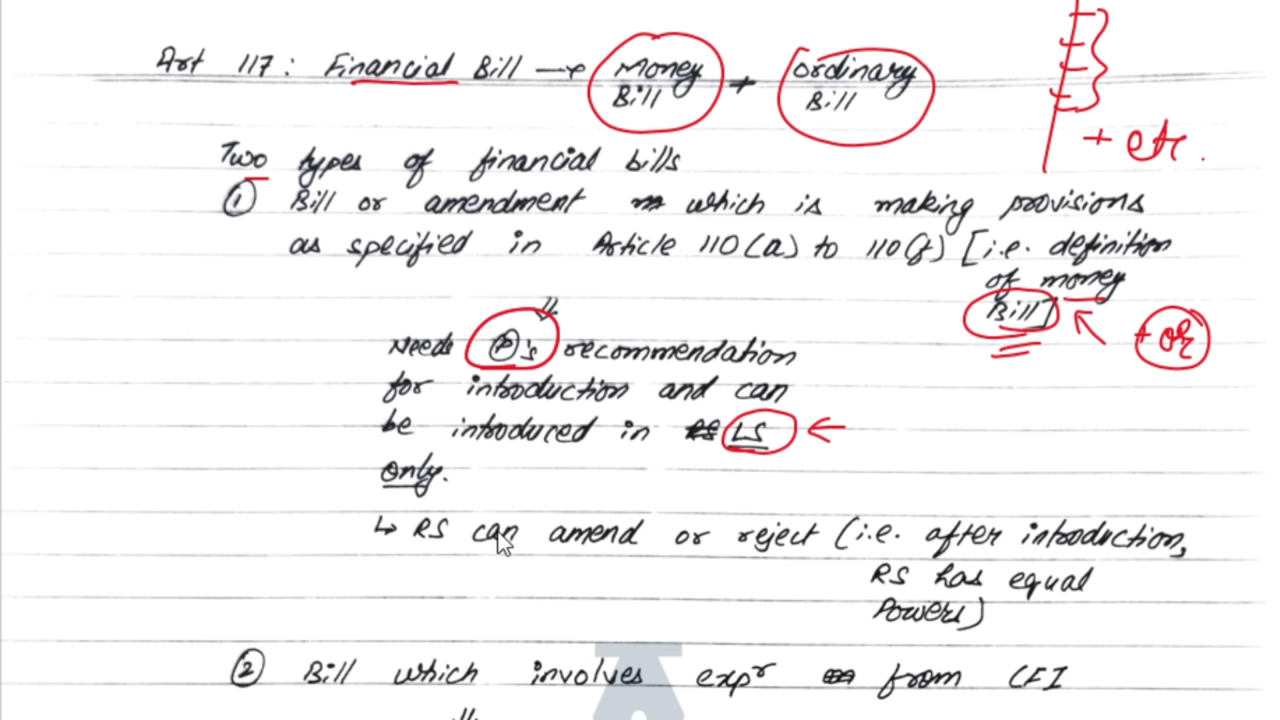 Art 117 : Financial Bill → Money Bill + Ordinary Bill
+ etc.
Two types of financial bills
① Bill or amendment which is making provisions
as specified in Article 110(a) to 110(f) [i.e. definition
of money
Bill]
+ or
Needs Ⓟ's recommendation
for introduction and can
be introduced in LS
only.
↳ RS can amend or reject (i.e. after introduction,
RS has equal
Powers)
② Bill which involves expr from CFI